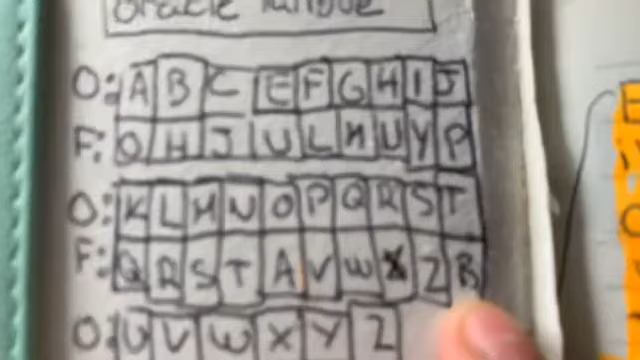 Oracle
O: A B C E F G H I J
F: O H J U L N U Y P
O: K L M N O P Q R S T
F: Q R S T A V W X Z B
O: U V W X Y Z